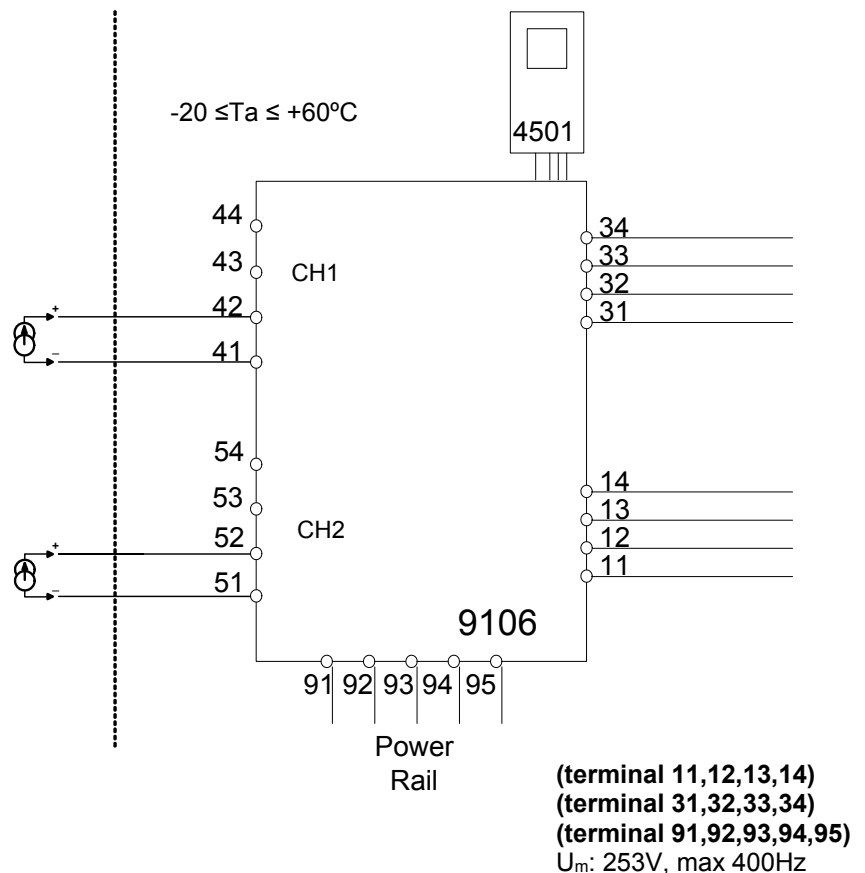 -20 ≤Ta ≤ +60ºC
4501
44
43
CH1
42
+
41
–
54
53
CH2
52
+
51
–
34
33
32
31
14
13
12
11
9106
91 92 93 94 95
Power
Rail
(terminal 11,12,13,14)
(terminal 31,32,33,34)
(terminal 91,92,93,94,95)
Um: 253V, max 400Hz